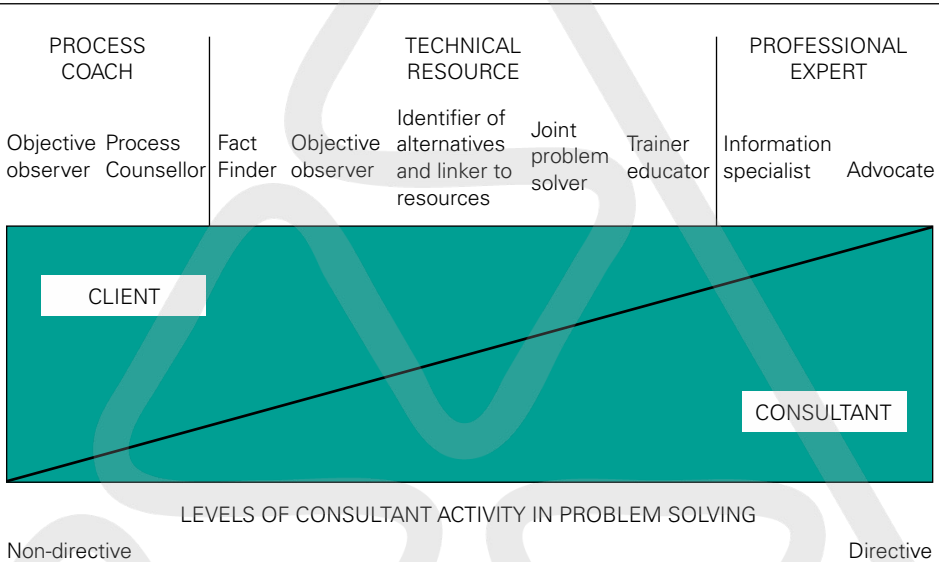 PROCESS
COACH
TECHNICAL
RESOURCE
PROFESSIONAL
EXPERT
Objective
observer
Process
Counsellor
Fact
Finder
Objective
observer
Identifier of
alternatives
and linker to
resources
Joint
problem
solver
Trainer
educator
Information
specialist
Advocate
CLIENT
CONSULTANT
LEVELS OF CONSULTANT ACTIVITY IN PROBLEM SOLVING
Non-directive
Directive